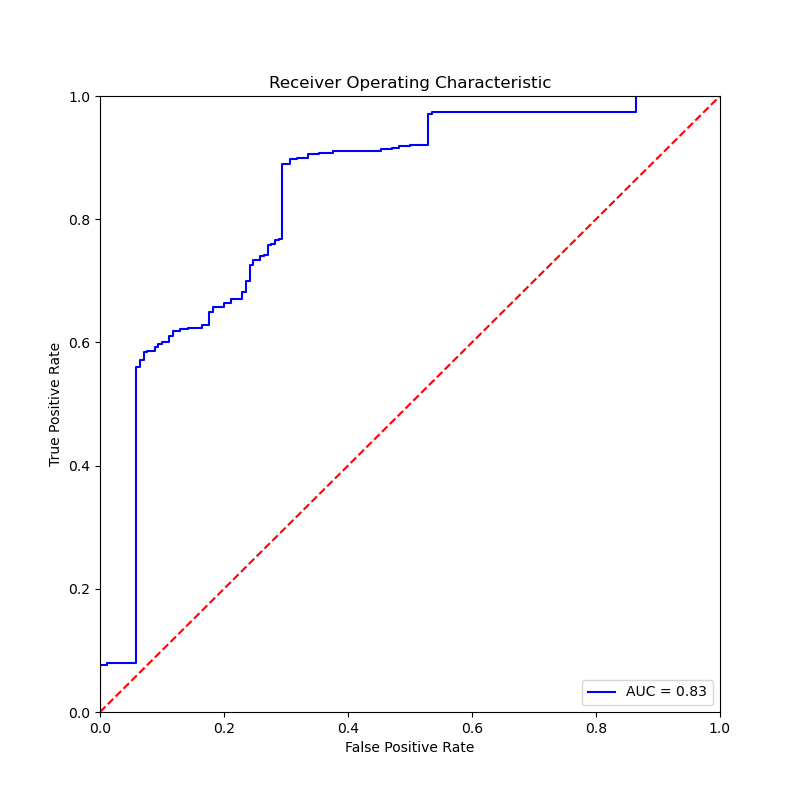 Receiver Operating Characteristic
1.0
0.8
0.6
0.4
0.2
0.0
True Positive Rate
AUC = 0.83
0.0 0.2 0.4 0.6 0.8 1.0
False Positive Rate